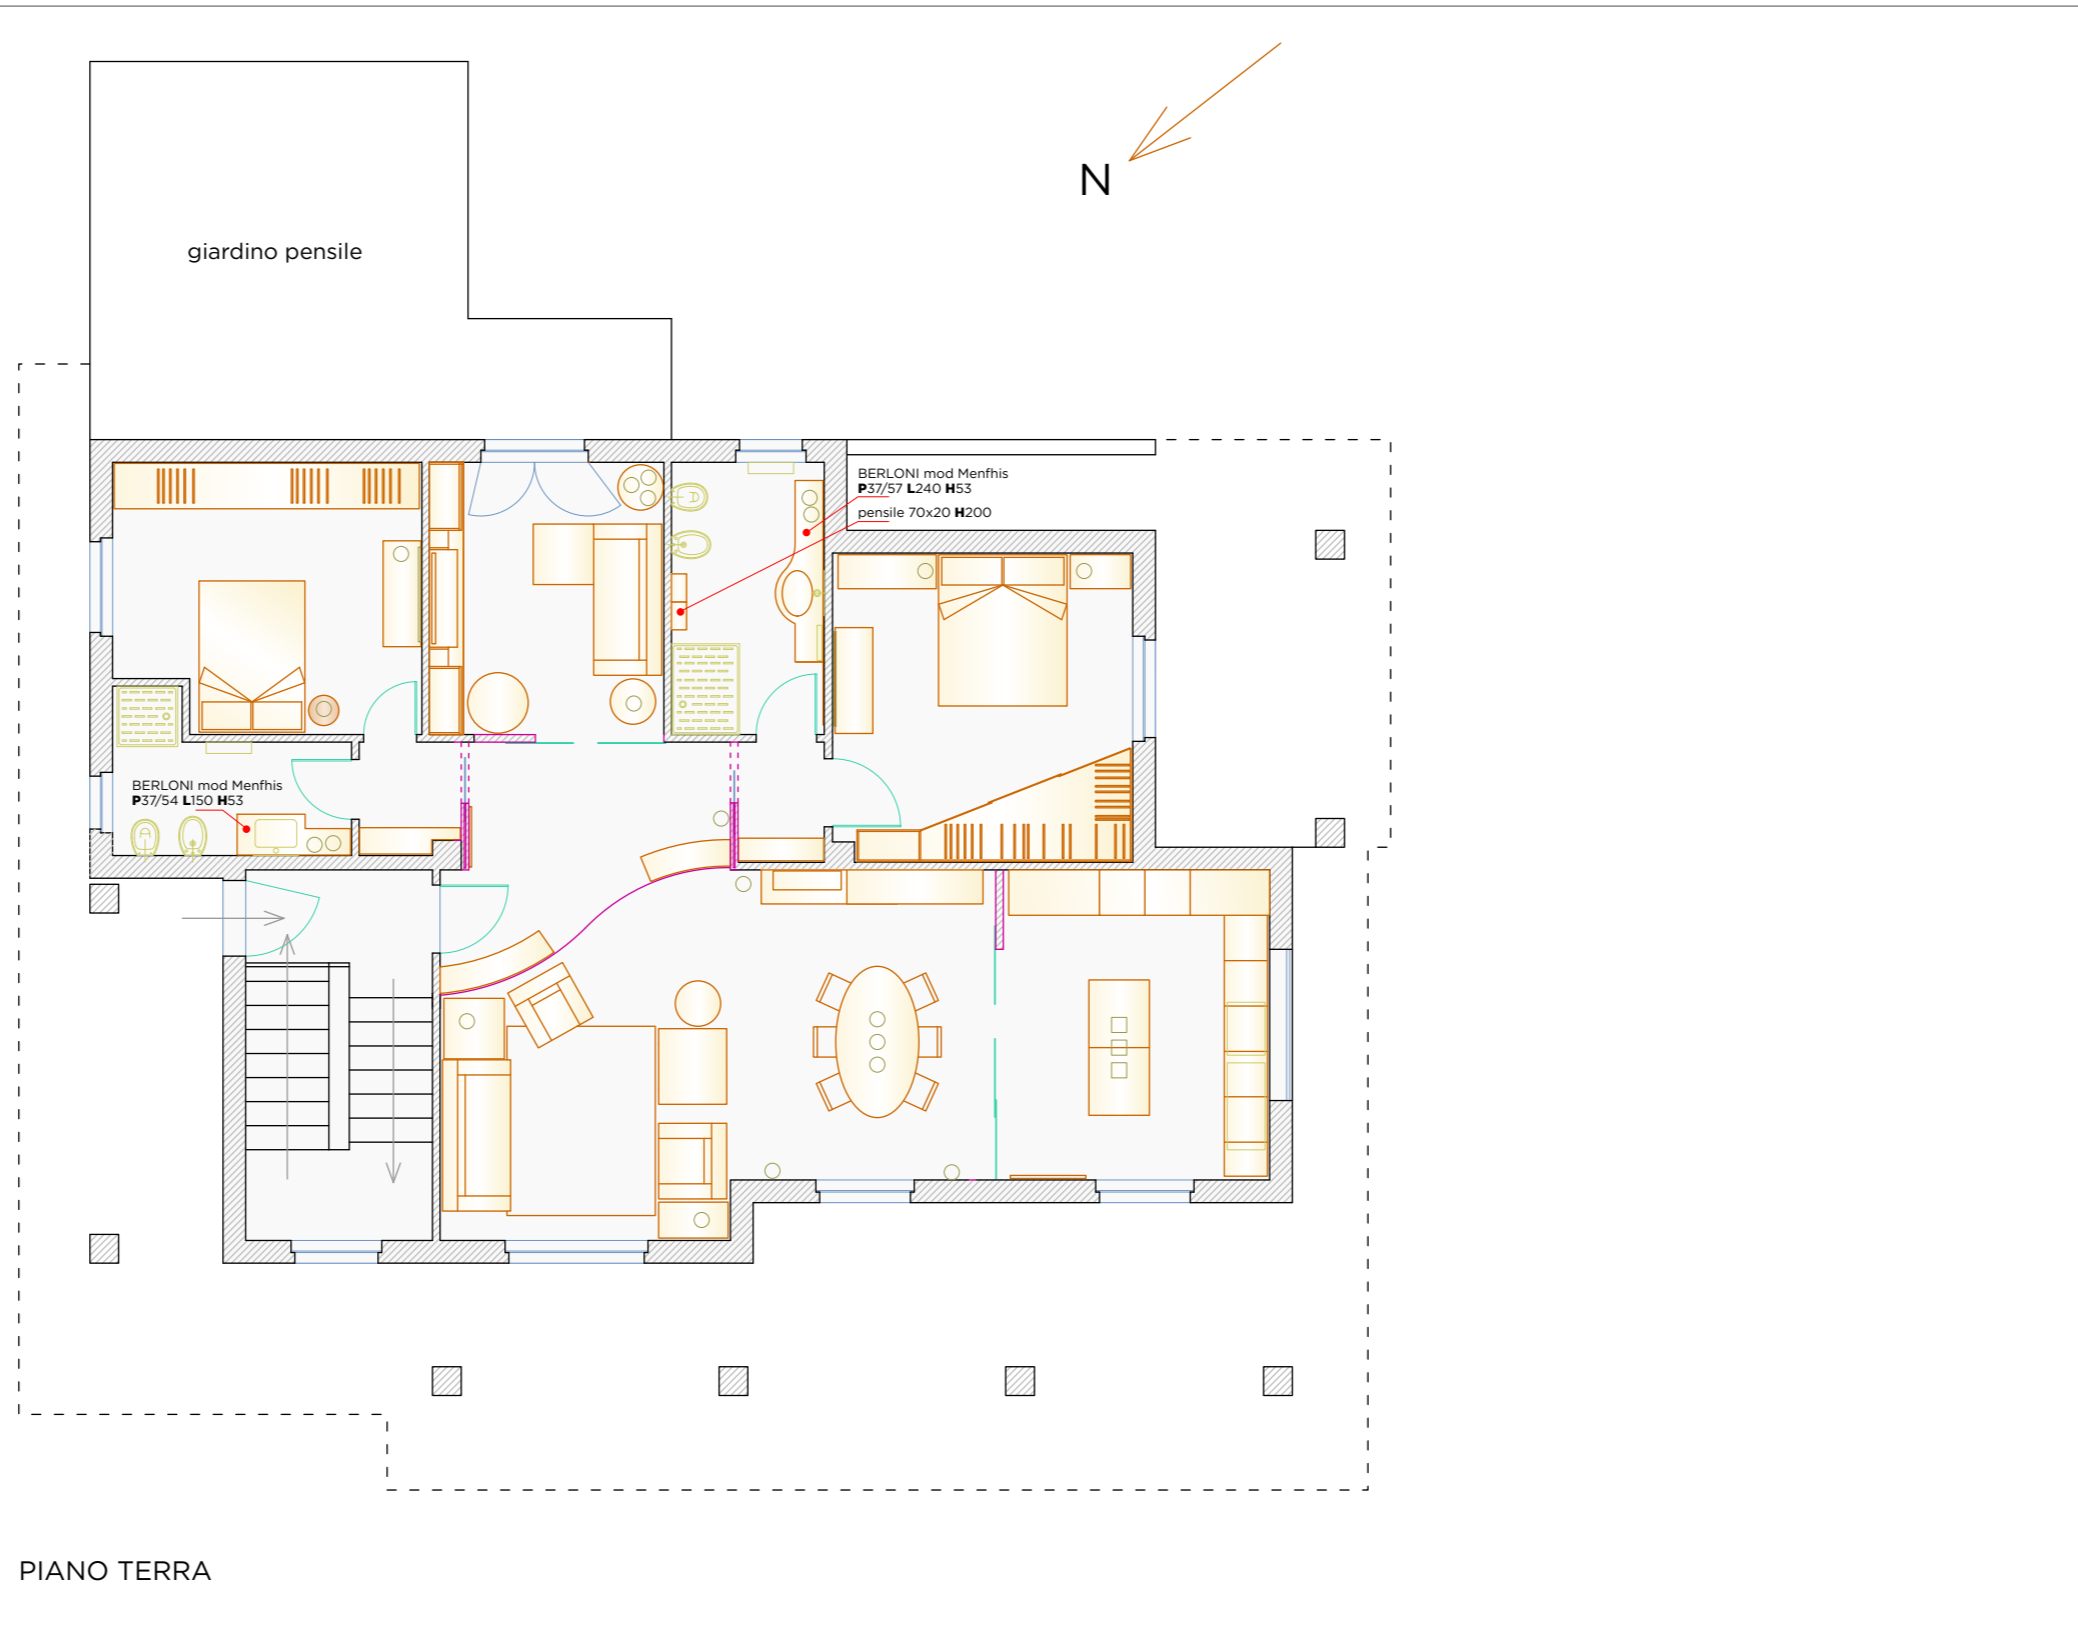 N
giardino pensile
BERLONI mod Menfhis
P37/57 L240 H53
pensile 70x20 H200
BERLONI mod Menfhis
P37/54 L150 H53
PIANO TERRA